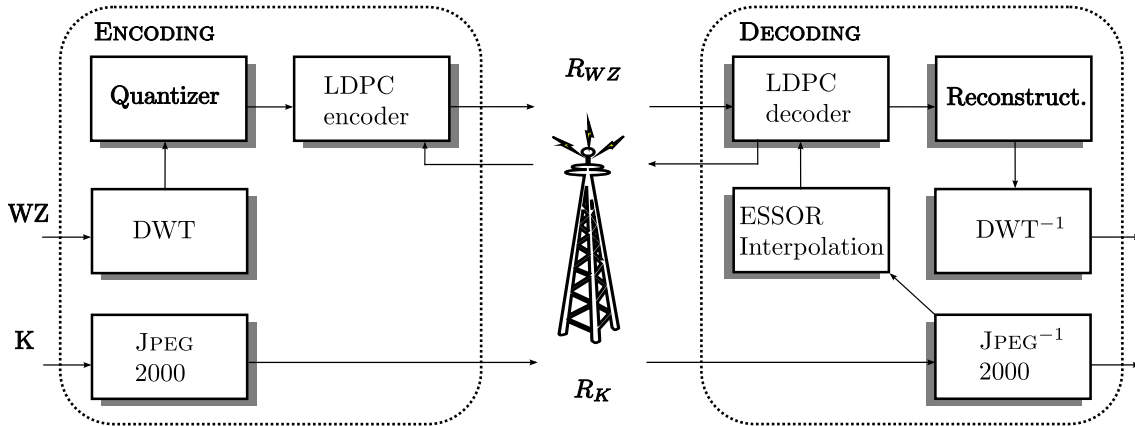 ENCODING
Quantizer
LDPC
encoder
WZ
DWT
K
JPEG
2000
R_WZ
R_K
DECODING
LDPC
decoder
Reconstruct.
ESSOR
Interpolation
DWT⁻¹
JPEG⁻¹
2000